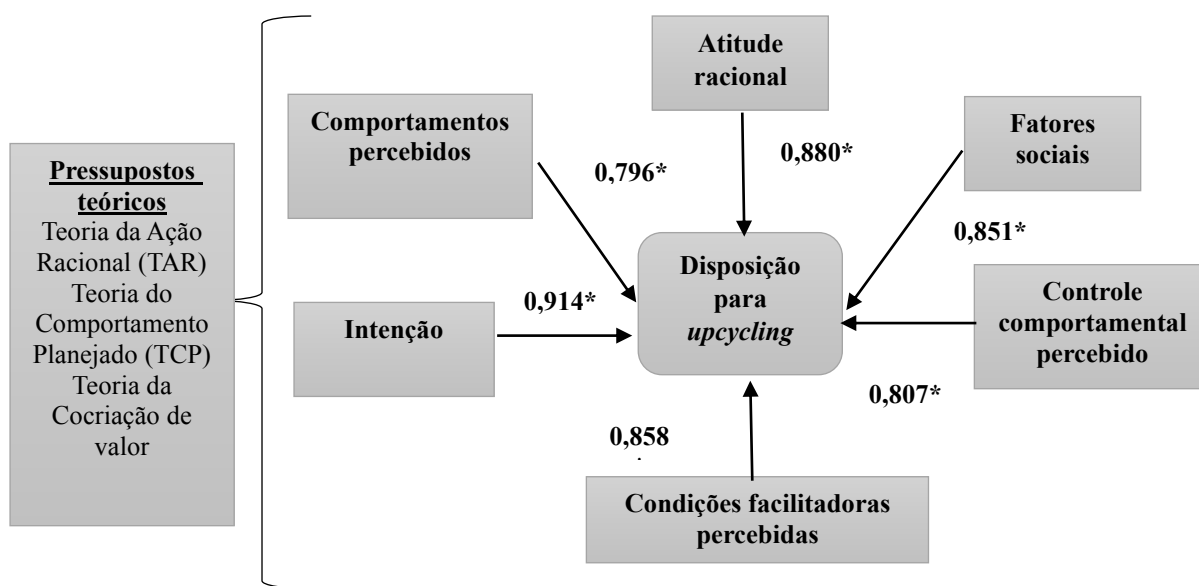 Pressupostos
teóricos
Teoria da Ação
Racional (TAR)
Teoria do
Comportamento
Planejado (TCP)
Teoria da
Cocriação de
valor
Comportamentos
percebidos
Atitude
racional
Fatores
sociais
0,796*
0,880*
0,851*
Intenção
0,914*
Disposição
para
upcycling
Controle
comportamental
percebido
0,807*
0,858
Condições facilitadoras
percebidas